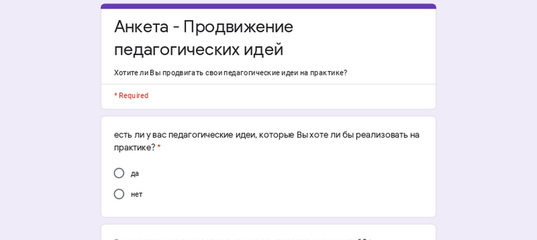 Анкета - Продвижение
педагогических идей
Хотите ли Вы продвигать свои педагогические идеи на практике?
* Required
есть ли у вас педагогические идеи, которые Вы хоте ли бы реализовать на
практике? *
да
нет